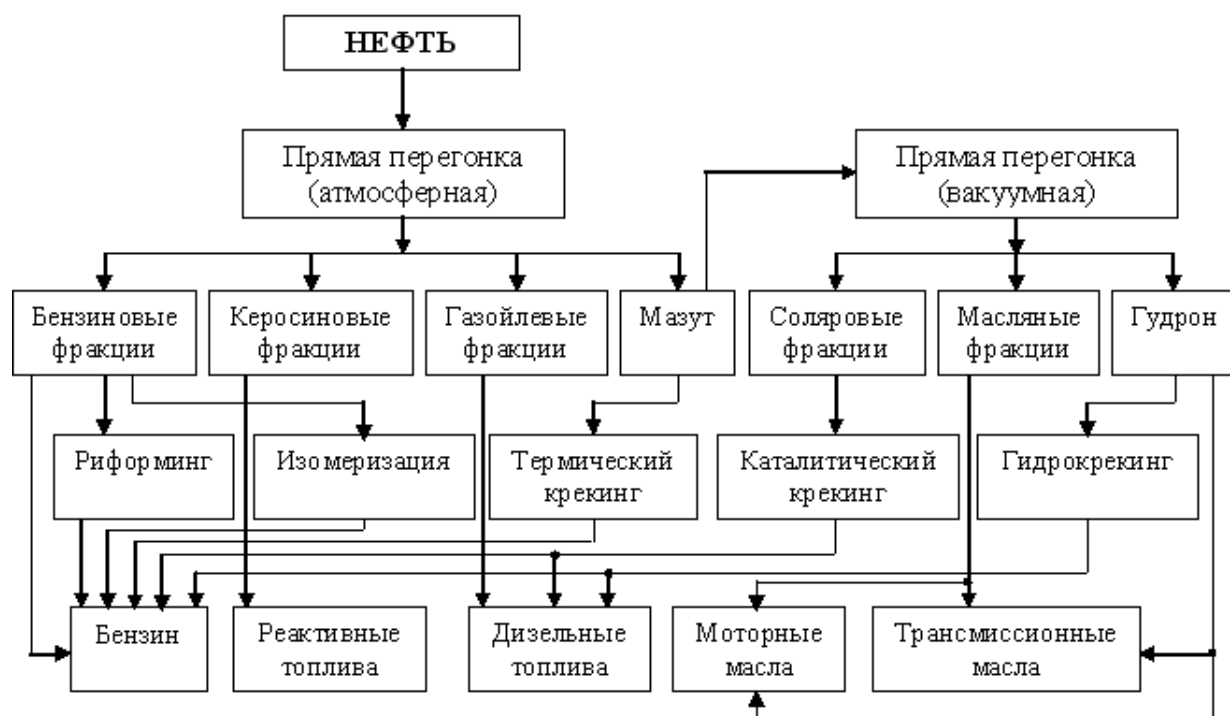 НЕФТЬ
Прямая перегонка
(атмосферная)
Прямая перегонка
(вакуумная)
Бензиновые
фракции
Керосиновые
фракции
Газойлевые
фракции
Мазут
Соляровые
фракции
Масляные
фракции
Гудрон
Риформинг
Изомеризация
Термический
крекинг
Каталитический
крекинг
Гидрокрекинг
Бензин
Реактивные
топлива
Дизельные
топлива
Моторные
масла
Трансмиссионные
масла